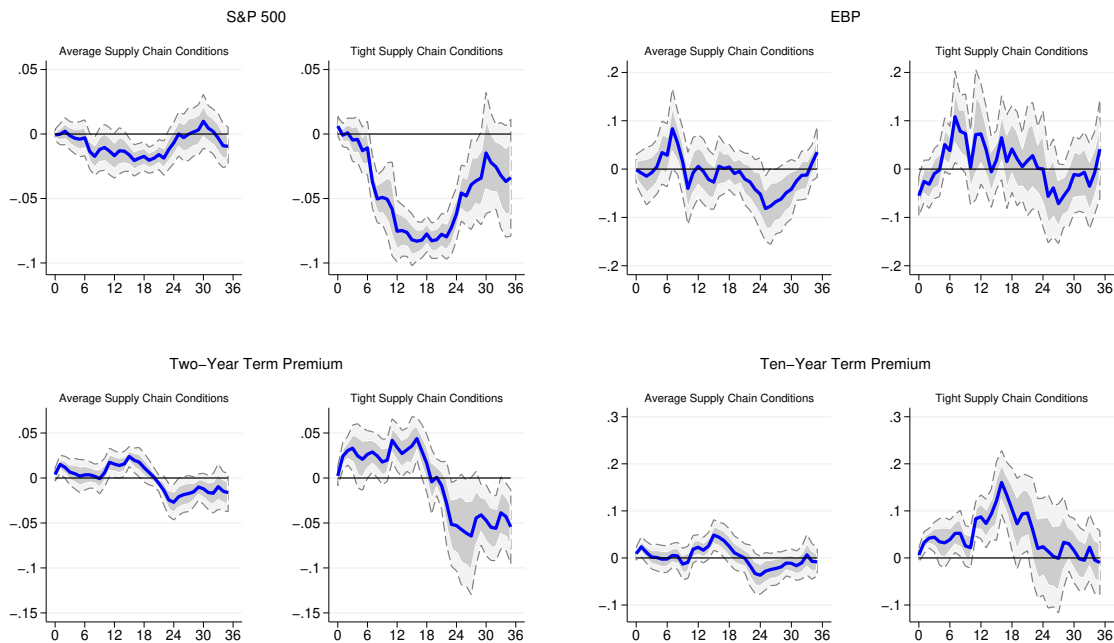 S&P 500
Average Supply Chain Conditions
.05
0
−.05
−.1
0 6 12 18 24 30 36
Tight Supply Chain Conditions
.05
0
−.05
−.1
0 6 12 18 24 30 36
EBP
Average Supply Chain Conditions
.2
.1
0
−.1
−.2
0 6 12 18 24 30 36
Tight Supply Chain Conditions
.2
.1
0
−.1
−.2
0 6 12 18 24 30 36
Two−Year Term Premium
Average Supply Chain Conditions
.05
0
−.05
−.1
−.15
0 6 12 18 24 30 36
Tight Supply Chain Conditions
.05
0
−.05
−.1
−.15
0 6 12 18 24 30 36
Ten−Year Term Premium
Average Supply Chain Conditions
.3
.2
.1
0
−.1
0 6 12 18 24 30 36
Tight Supply Chain Conditions
.3
.2
.1
0
−.1
0 6 12 18 24 30 36